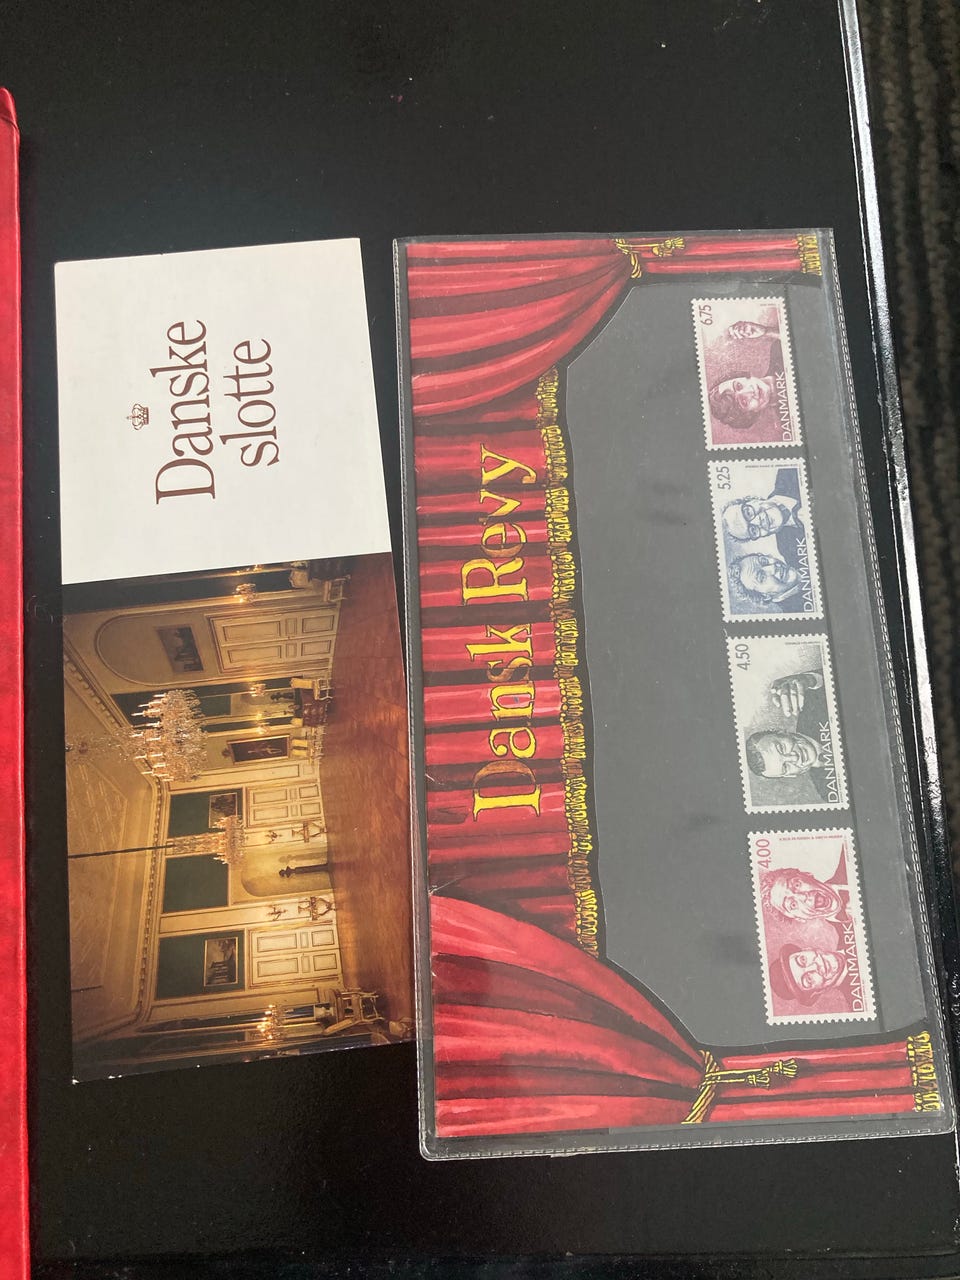 Danske
slotte
Dansk Revy
4.00
DANMARK
4.50
DANMARK
5.25
DANMARK
6.75
DANMARK